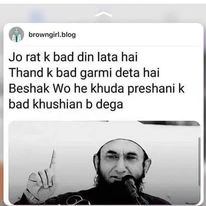 browngirl.blog
Jo rat k bad din lata hai
Thand k bad garmi deta hai
Beshak Wo he khuda preshani k
bad khushian b dega